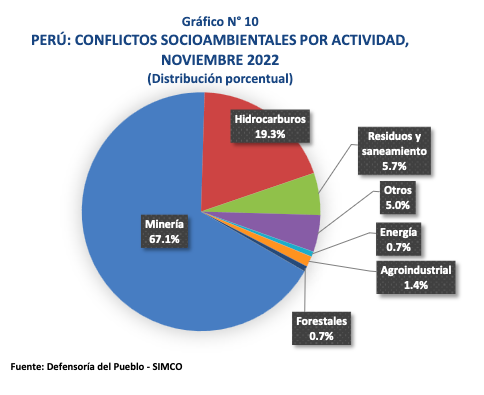 Gráfico N° 10
PERÚ: CONFLICTOS SOCIOAMBIENTALES POR ACTIVIDAD,
NOVIEMBRE 2022
(Distribución porcentual)
Hidrocarburos
19.3%
Residuos y
saneamiento
5.7%
Otros
5.0%
Minería
67.1%
Energía
0.7%
Agroindustrial
1.4%
Forestales
0.7%
Fuente: Defensoría del Pueblo - SIMCO